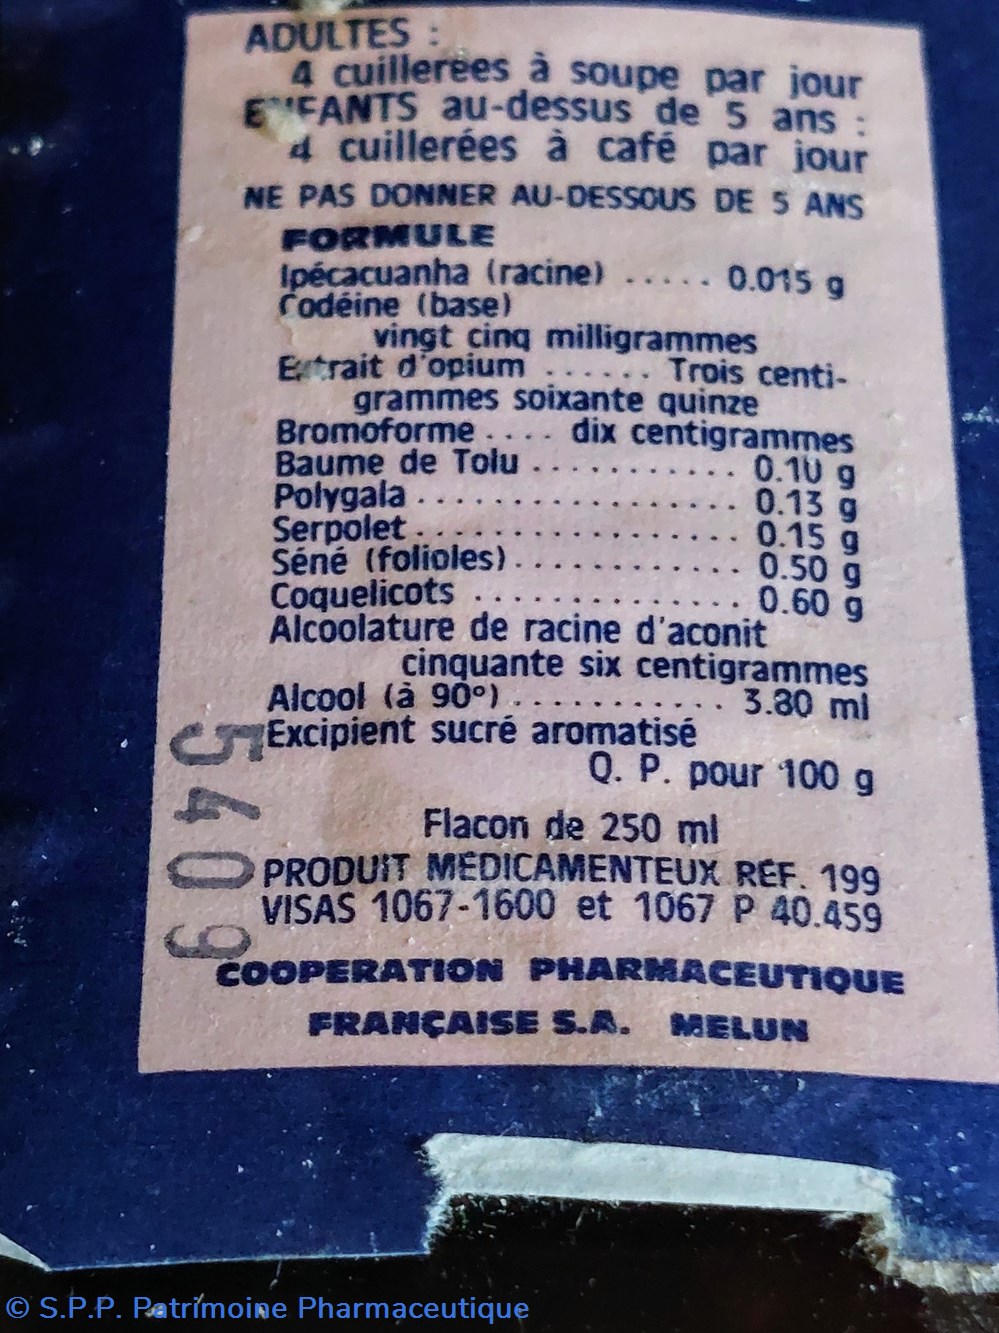 ADULTES :
4 cuillerées à soupe par jour
ENFANTS au-dessus de 5 ans :
4 cuillerées à café par jour
NE PAS DONNER AU-DESSOUS DE 5 ANS
FORMULE
Ipécacuanha (racine) ..... 0.015 g
Codéine (base)
vingt cinq milligrammes
Extrait d'opium ...... Trois centi-
grammes soixante quinze
Bromoforme .... dix centigrammes
Baume de Tolu ........... 0.10 g
Polygala ................. 0.13 g
Serpolet ................. 0.15 g
Séné (folioles) ............ 0.50 g
Coquelicots .............. 0.60 g
Alcoolature de racine d'aconit
cinquante six centigrammes
Alcool (à 90°) ........... 3.80 ml
Excipient sucré aromatisé
Q. P. pour 100 g
Flacon de 250 ml
PRODUIT MÉDICAMENTEUX RÉF. 199
VISAS 1067-1600 et 1067 P 40.459
COOPERATION PHARMACEUTIQUE
FRANÇAISE S.A. MELUN
5409
© S.P.P. Patrimoine Pharmaceutique